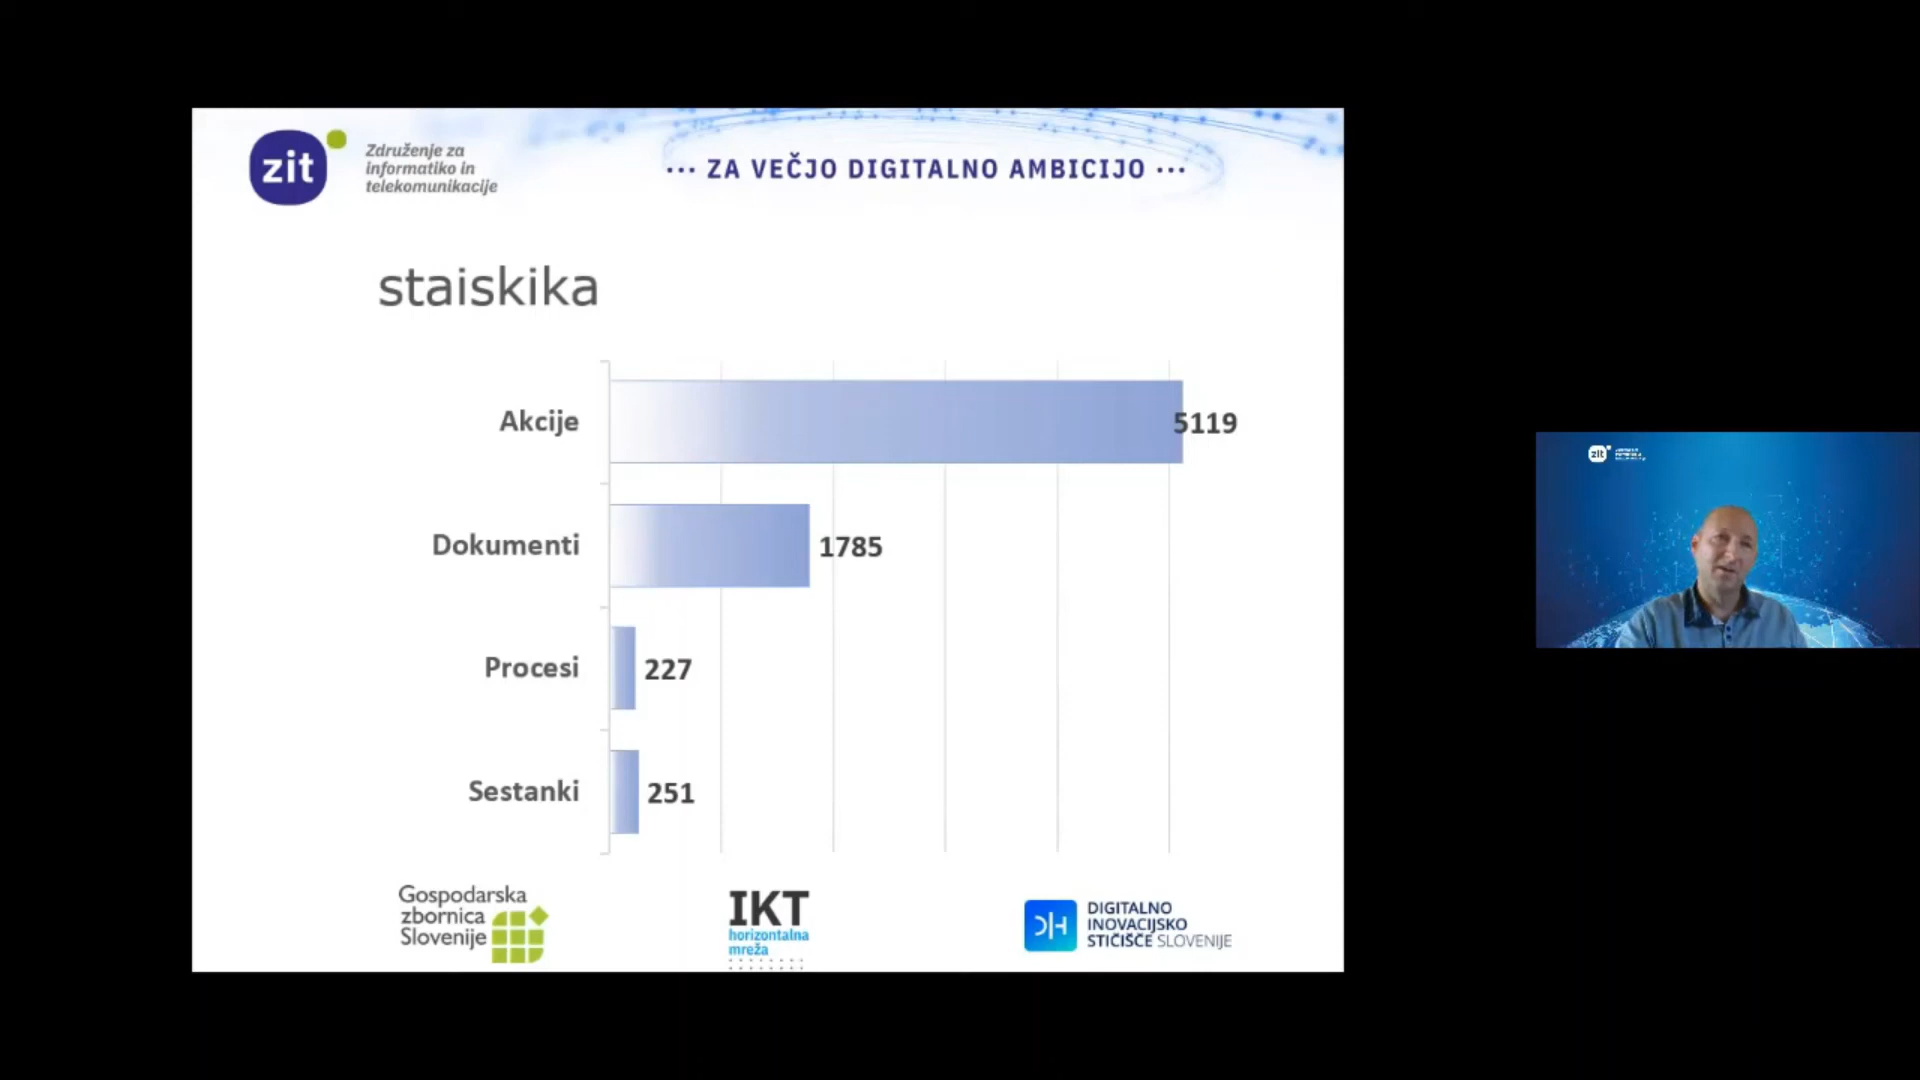 zit
Združenje za
informatiko in
telekomunikacije
··· ZA VEČJO DIGITALNO AMBICIJO ···
staiskika
Akcije
5119
Dokumenti
1785
Procesi
227
Sestanki
251
Gospodarska
zbornica
Slovenije
IKT
horizontalna
mreža
DIGITALNO
INOVACIJSKO
STIČIŠČE SLOVENIJE
zit